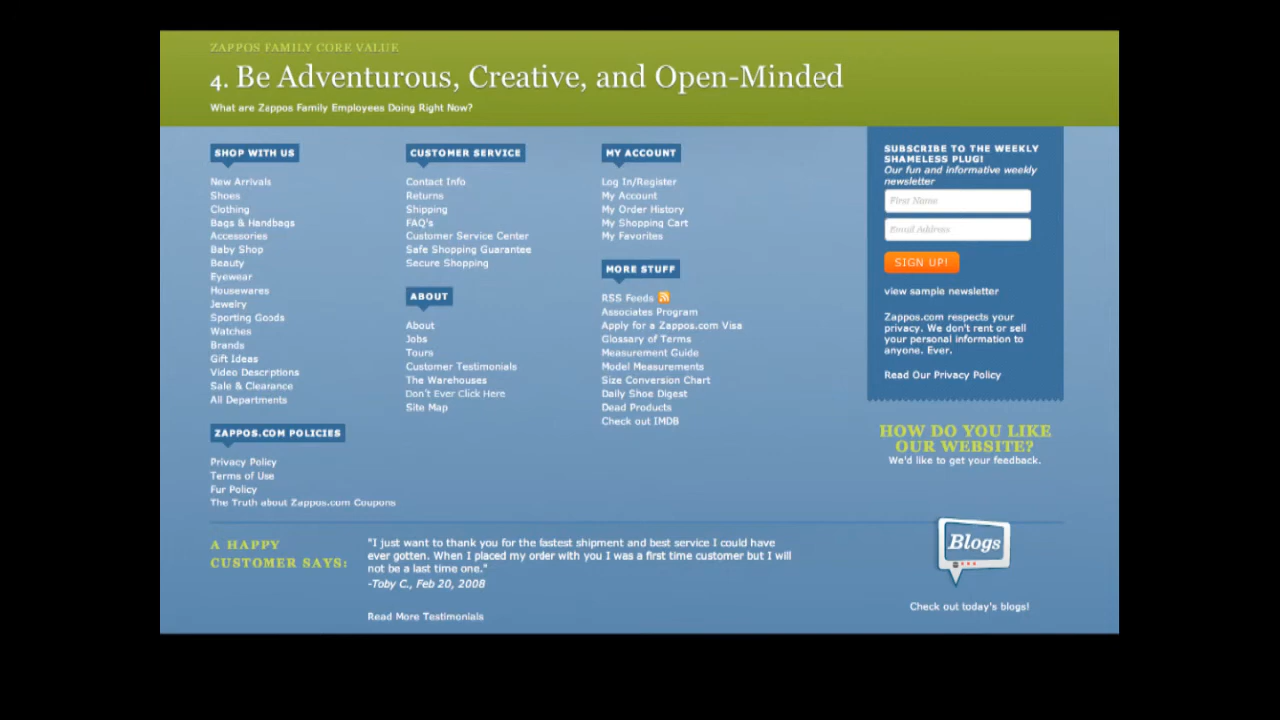 ZAPPOS FAMILY CORE VALUE
4. Be Adventurous, Creative, and Open-Minded
What are Zappos Family Employees Doing Right Now?
SHOP WITH US
New Arrivals
Shoes
Clothing
Bags & Handbags
Accessories
Baby Shop
Beauty
Eyewear
Housewares
Jewelry
Sporting Goods
Watches
Brands
Gift Ideas
Video Descriptions
Sale & Clearance
All Departments
ZAPPOS.COM POLICIES
Privacy Policy
Terms of Use
Fur Policy
The Truth about Zappos.com Coupons
CUSTOMER SERVICE
Contact Info
Returns
Shipping
FAQ's
Customer Service Center
Safe Shopping Guarantee
Secure Shopping
ABOUT
About
Jobs
Tours
Customer Testimonials
The Warehouses
Don't Ever Click Here
Site Map
MY ACCOUNT
Log In/Register
My Account
My Order History
My Shopping Cart
My Favorites
MORE STUFF
RSS Feeds
Associates Program
Apply for a Zappos.com Visa
Glossary of Terms
Measurement Guide
Model Measurements
Size Conversion Chart
Daily Shoe Digest
Dead Products
Check out IMDB
SUBSCRIBE TO THE WEEKLY
SHAMELESS PLUG!
Our fun and informative weekly
newsletter
First Name
Email Address
SIGN UP!
view sample newsletter
Zappos.com respects your
privacy. We don't rent or sell
your personal information to
anyone. Ever.
Read Our Privacy Policy
HOW DO YOU LIKE
OUR WEBSITE?
We'd like to get your feedback.
A HAPPY
CUSTOMER SAYS:
"I just want to thank you for the fastest shipment and best service I could have
ever gotten. When I placed my order with you I was a first time customer but I will
not be a last time one."
-Toby C., Feb 20, 2008
Read More Testimonials
Blogs
Check out today's blogs!